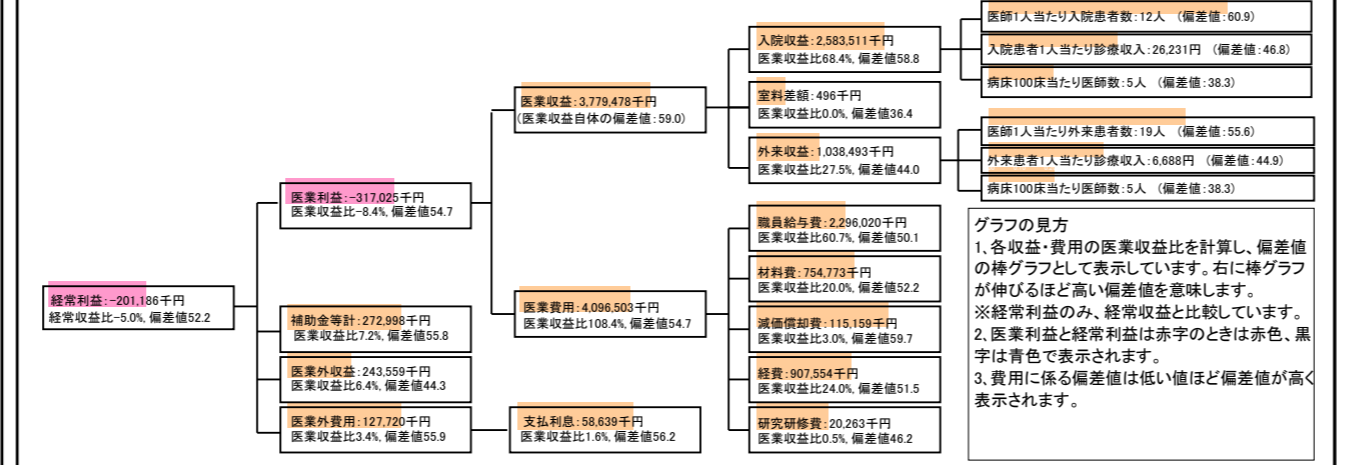 経常利益:-201,186千円
経常収益比-5.0%, 偏差値52.2
医業利益:-317,025千円
医業収益比-8.4%, 偏差値54.7
補助金等計:272,998千円
医業収益比7.2%, 偏差値55.8
医業外収益:243,559千円
医業収益比6.4%, 偏差値44.3
医業外費用:127,720千円
医業収益比3.4%, 偏差値55.9
支払利息:58,639千円
医業収益比1.6%, 偏差値56.2
医業収益:3,779,478千円
(医業収益自体の偏差値:59.0)
医業費用:4,096,503千円
医業収益比108.4%, 偏差値54.7
入院収益:2,583,511千円
医業収益比68.4%, 偏差値58.8
室料差額:496千円
医業収益比0.0%, 偏差値36.4
外来収益:1,038,493千円
医業収益比27.5%, 偏差値44.0
職員給与費:2,296,020千円
医業収益比60.7%, 偏差値50.1
材料費:754,773千円
医業収益比20.0%, 偏差値52.2
減価償却費:115,159千円
医業収益比3.0%, 偏差値59.7
経費:907,554千円
医業収益比24.0%, 偏差値51.5
研究研修費:20,263千円
医業収益比0.5%, 偏差値46.2
医師1人当たり入院患者数:12人 (偏差値:60.9)
入院患者1人当たり診療収入:26,231円 (偏差値:46.8)
病床100床当たり医師数:5人 (偏差値:38.3)
医師1人当たり外来患者数:19人 (偏差値:55.6)
外来患者1人当たり診療収入:6,688円 (偏差値:44.9)
病床100床当たり医師数:5人 (偏差値:38.3)
グラフの見方
1、各収益・費用の医業収益比を計算し、偏差値
の棒グラフとして表示しています。右に棒グラフ
が伸びるほど高い偏差値を意味します。
※経常利益のみ、経常収益と比較しています。
2、医業利益と経常利益は赤字のときは赤色、黒
字は青色で表示されます。
3、費用に係る偏差値は低い値ほど偏差値が高く
表示されます。